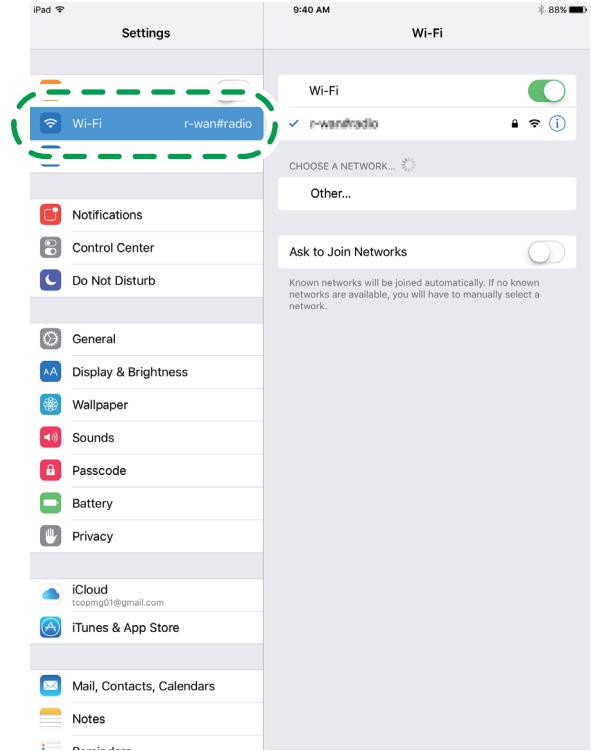 iPad
9:40 AM
88%
Settings
Wi-Fi
r-wan#radio
Notifications
Control Center
Do Not Disturb
General
Display & Brightness
Wallpaper
Sounds
Passcode
Battery
Privacy
iCloud
tcopmg01@gmail.com
iTunes & App Store
Mail, Contacts, Calendars
Notes
Wi-Fi
Wi-Fi
CHOOSE A NETWORK...
Other...
Ask to Join Networks
Known networks will be joined automatically. If no known
networks are available, you will have to manually select a
network.